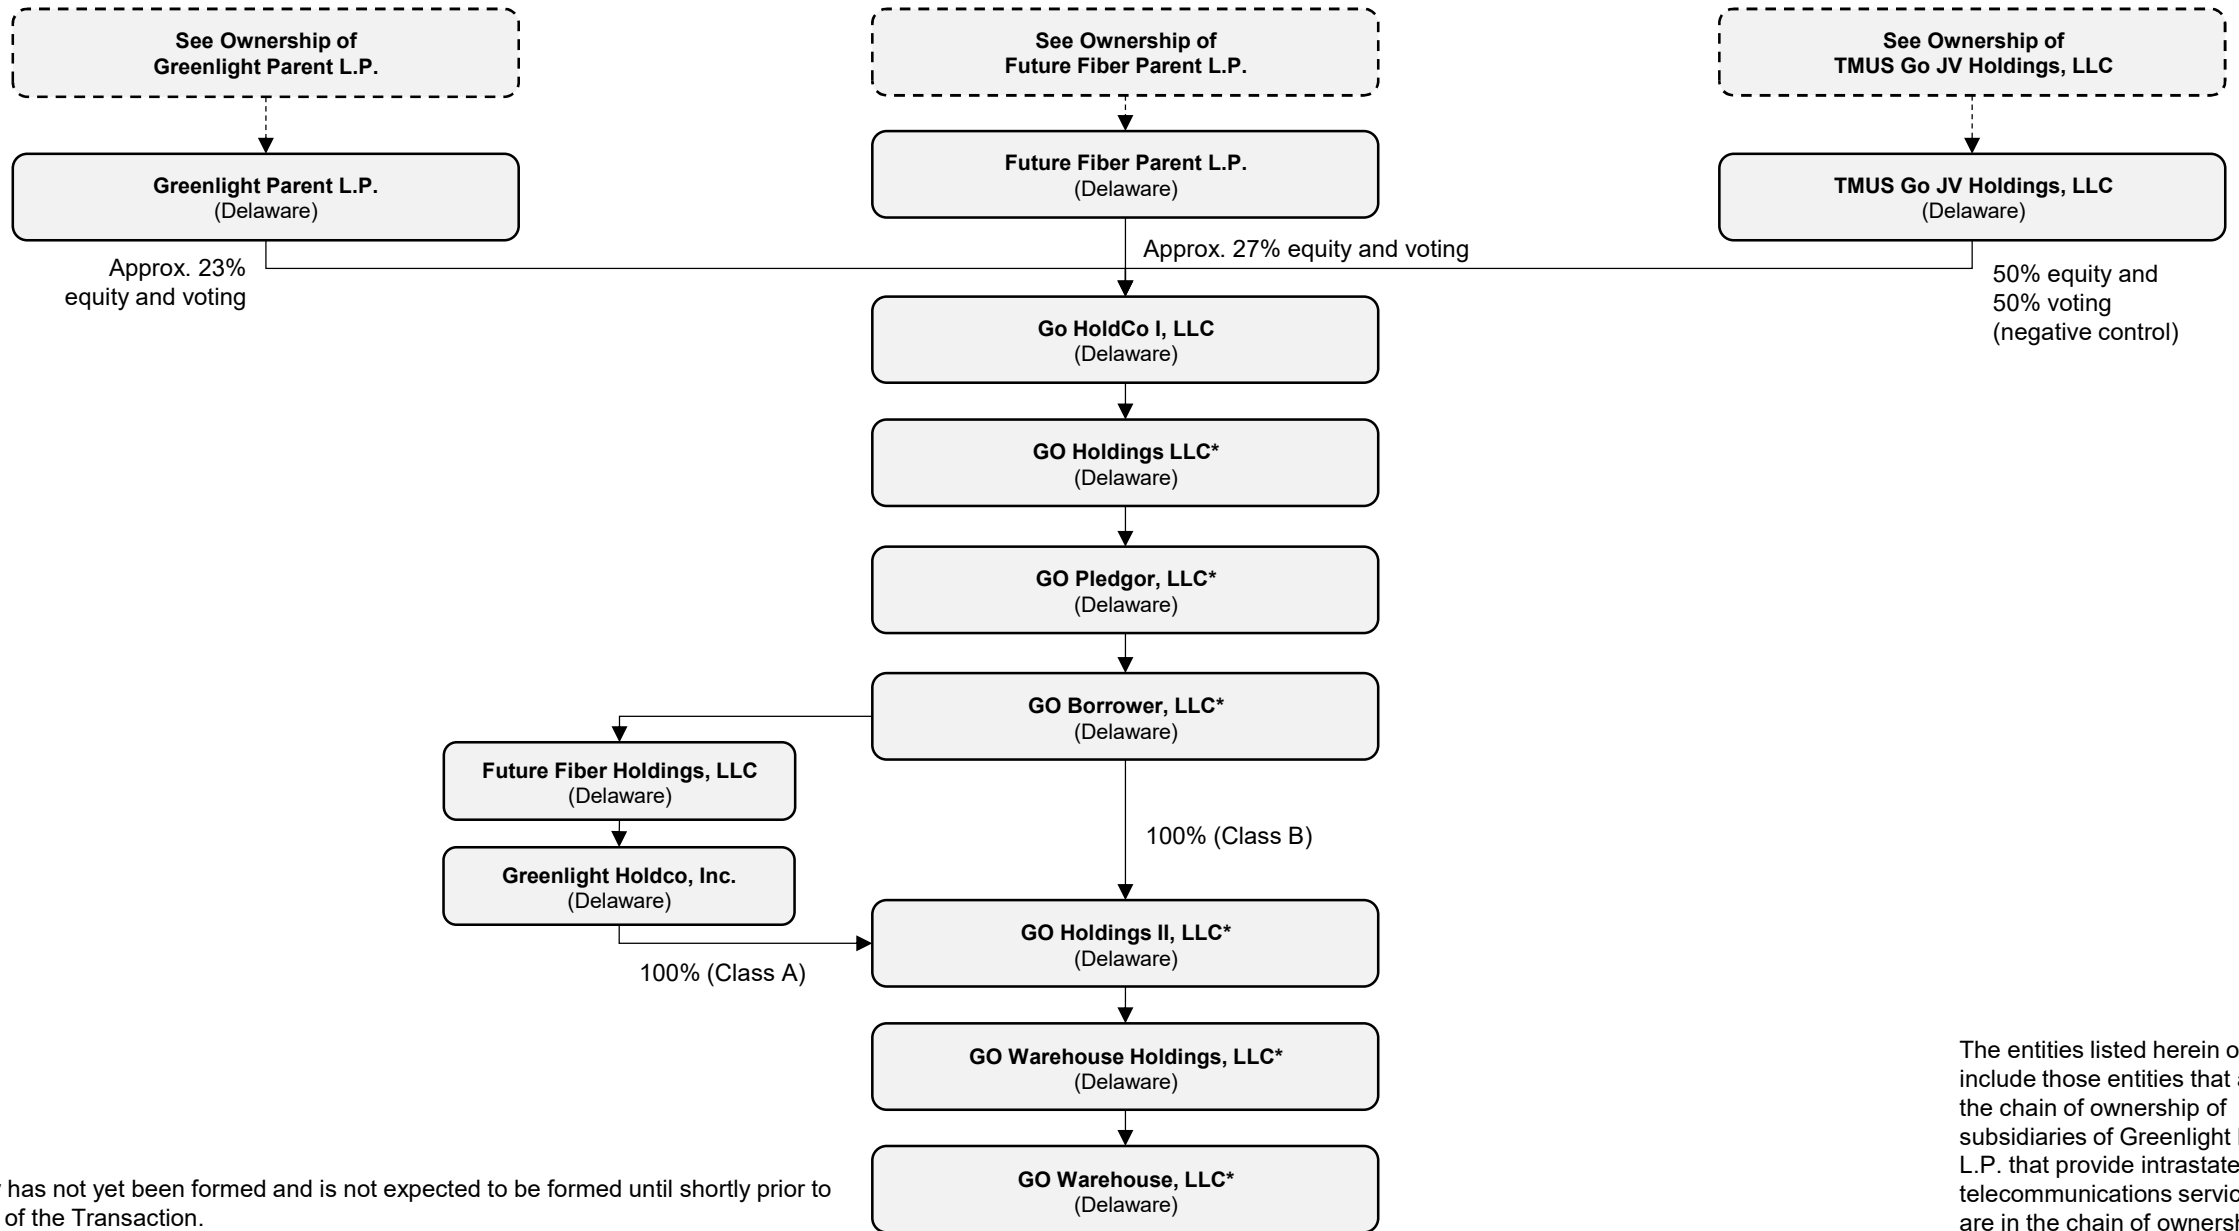 See Ownership of
Greenlight Parent L.P.
See Ownership of
Future Fiber Parent L.P.
See Ownership of
TMUS Go JV Holdings, LLC
Greenlight Parent L.P.
(Delaware)
Future Fiber Parent L.P.
(Delaware)
TMUS Go JV Holdings, LLC
(Delaware)
Approx. 23%
equity and voting
Approx. 27% equity and voting
50% equity and
50% voting
(negative control)
Go HoldCo I, LLC
(Delaware)
GO Holdings LLC*
(Delaware)
GO Pledgor, LLC*
(Delaware)
GO Borrower, LLC*
(Delaware)
Future Fiber Holdings, LLC
(Delaware)
Greenlight Holdco, Inc.
(Delaware)
100% (Class B)
100% (Class A)
GO Holdings II, LLC*
(Delaware)
GO Warehouse Holdings, LLC*
(Delaware)
GO Warehouse, LLC*
(Delaware)
has not yet been formed and is not expected to be formed until shortly prior to
of the Transaction.
The entities listed herein
include those entities that
the chain of ownership of
subsidiaries of Greenlight
L.P. that provide intrastate
telecommunications
are in the chain of